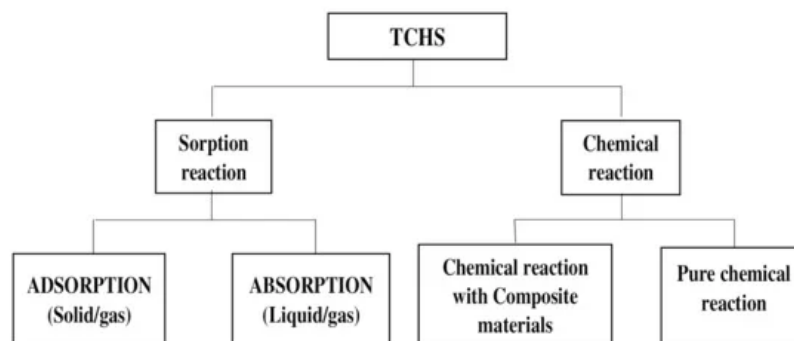 TCHS
Sorption
reaction
Chemical
reaction
ADSORPTION
(Solid/gas)
ABSORPTION
(Liquid/gas)
Chemical reaction
with Composite
materials
Pure chemical
reaction